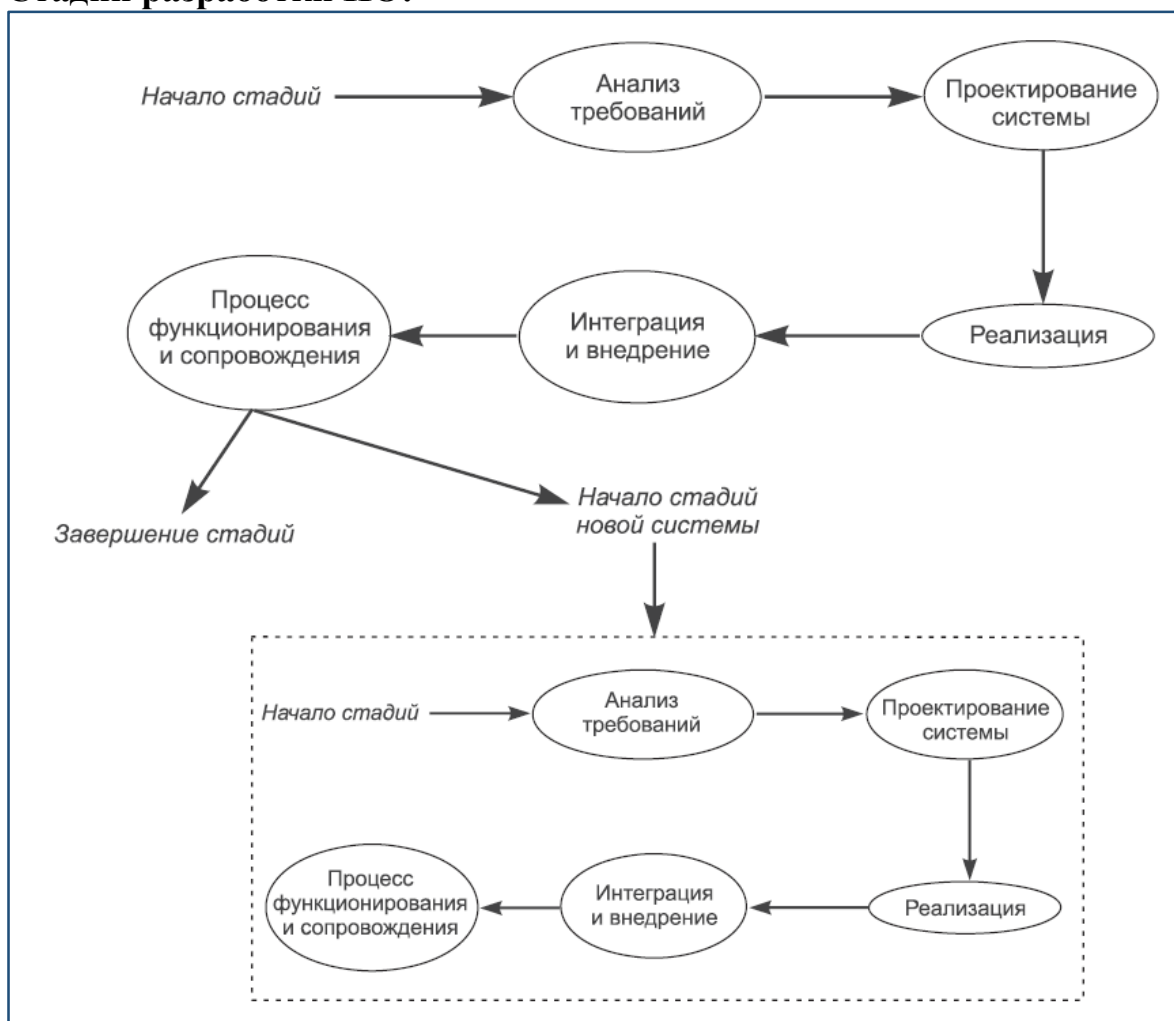 Начало стадий
Анализ
требований
Проектирование
системы
Процесс
функционирования
и сопровождения
Интеграция
и внедрение
Реализация
Завершение стадий
Начало стадий
новой системы
Начало стадий
Анализ
требований
Проектирование
системы
Процесс
функционирования
и сопровождения
Интеграция
и внедрение
Реализация